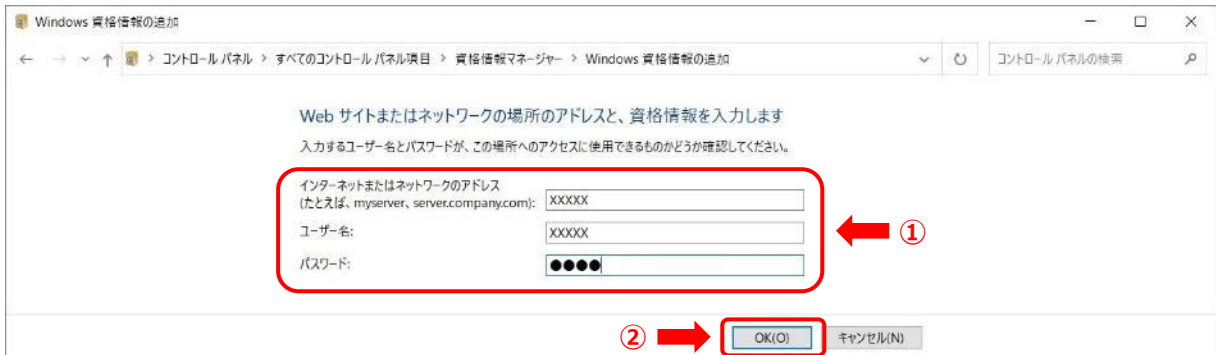 Windows 資格情報の追加
コントロール パネル > すべてのコントロール パネル項目 > 資格情報マネージャー > Windows 資格情報の追加
コントロール パネルの検索
Web サイトまたはネットワークの場所のアドレスと、資格情報を入力します
入力するユーザー名とパスワードが、この場所へのアクセスに使用できるものかどうか確認してください。
インターネットまたはネットワークのアドレス
(たとえば、myserver、server.company.com): XXXXX
ユーザー名: XXXXX
①
パスワード: ●●●●
② OK(O) キャンセル(N)